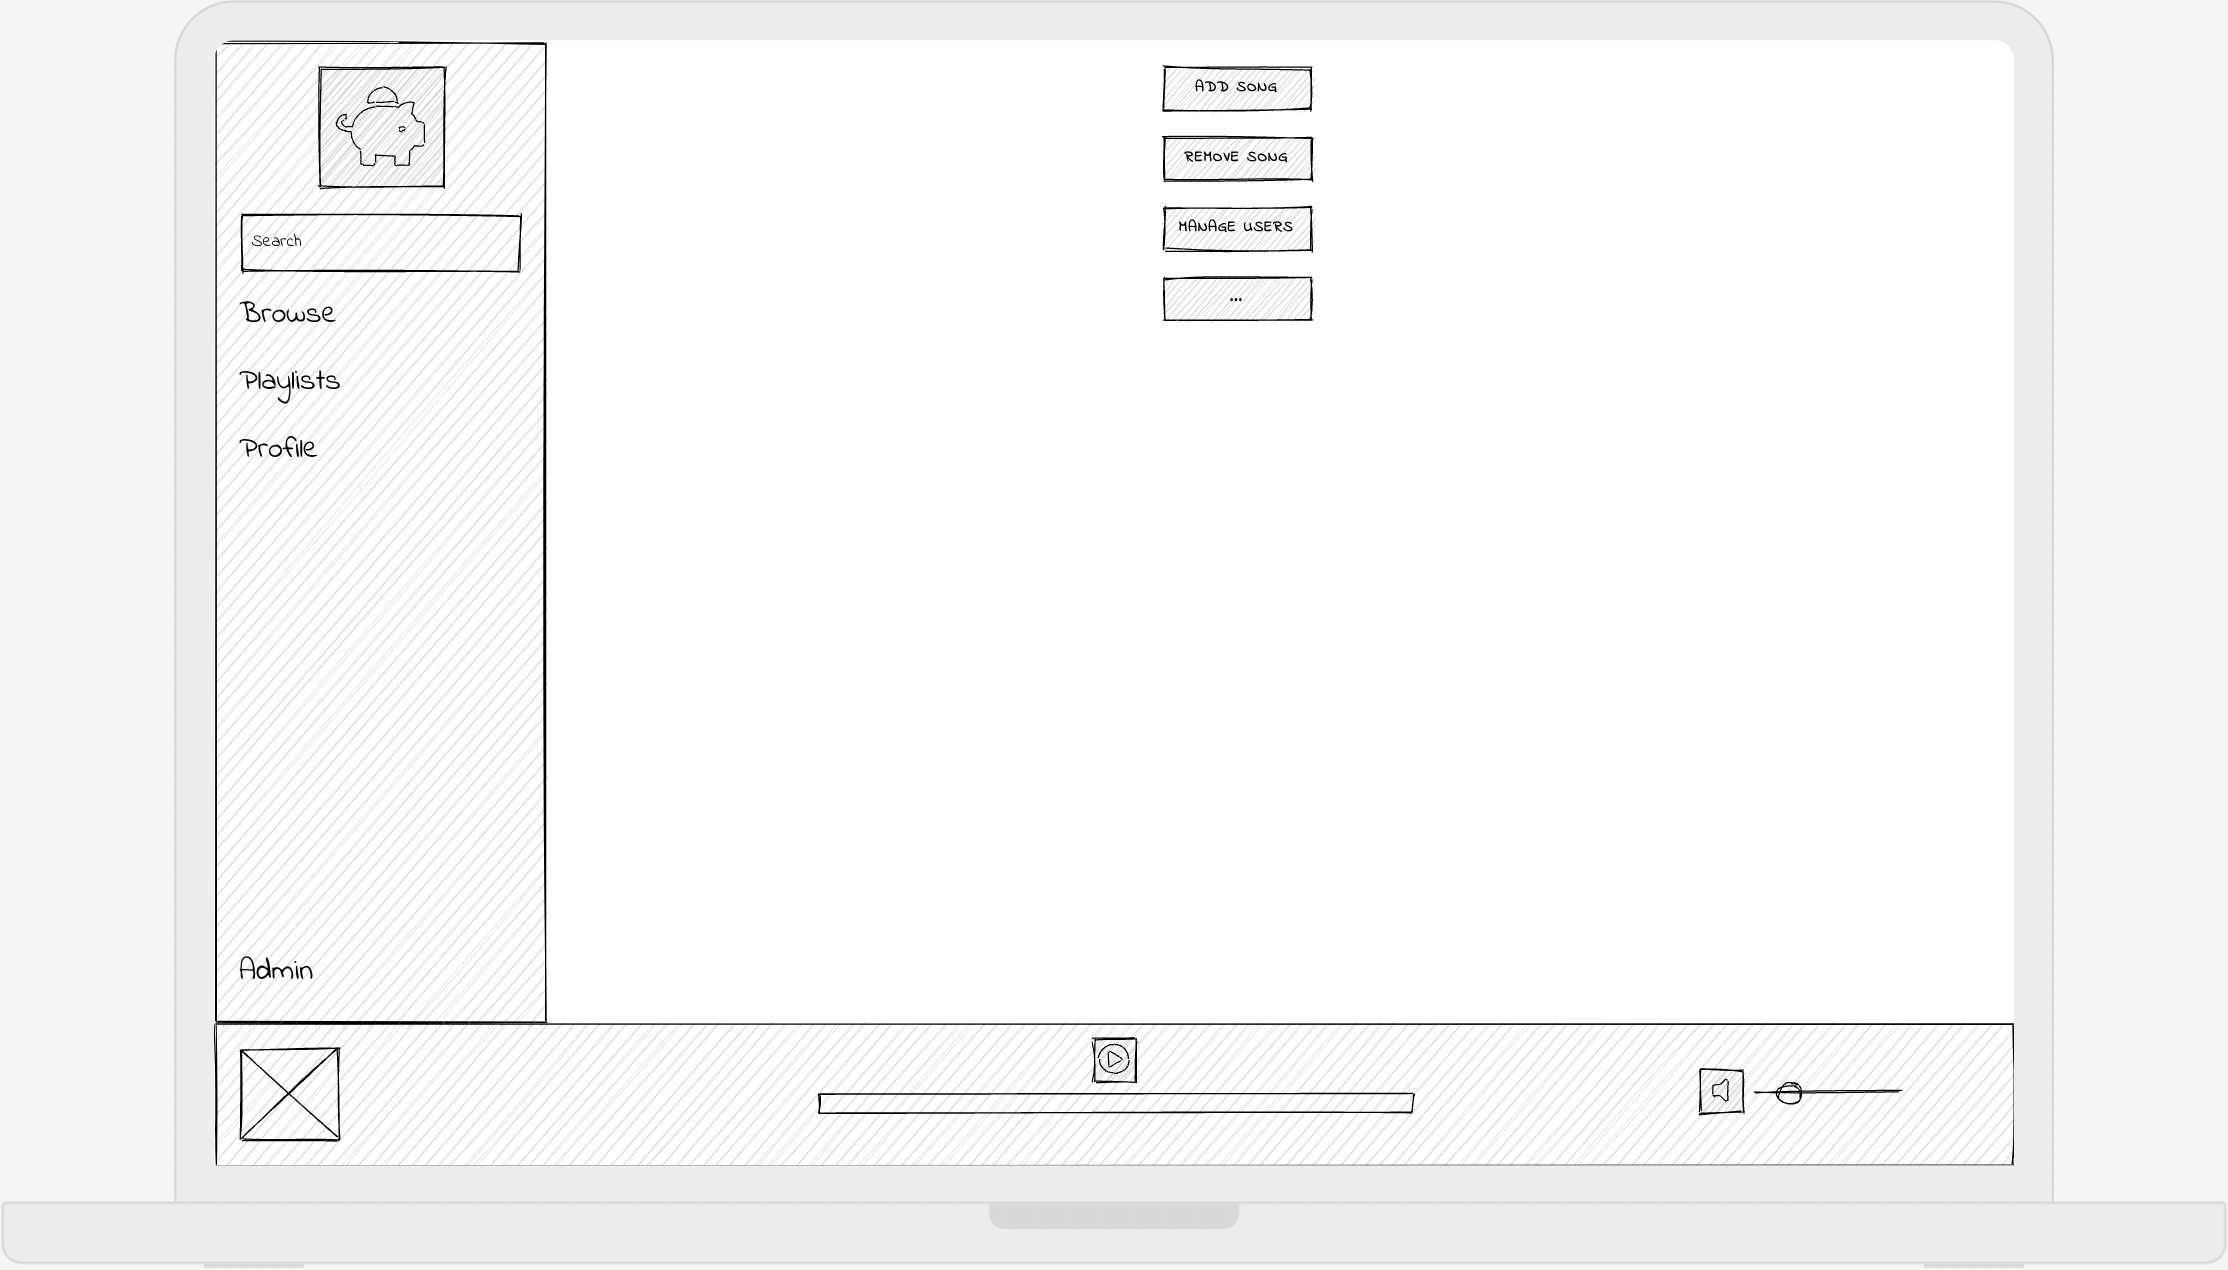 Search
Browse
Playlists
Profile
Admin
ADD SONG
REMOVE SONG
MANAGE USERS
...